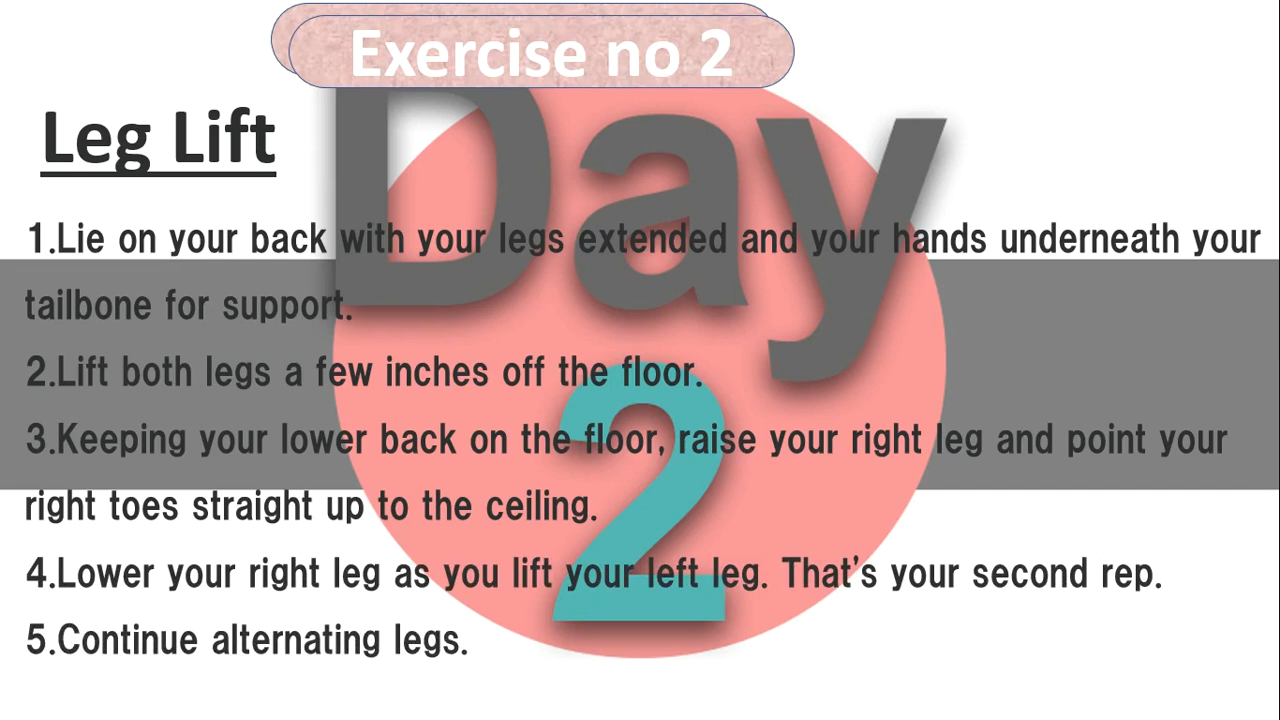 Exercise no 2
Day
2
Leg Lift
1.Lie on your back with your legs extended and your hands underneath your
tailbone for support.
2.Lift both legs a few inches off the floor.
3.Keeping your lower back on the floor, raise your right leg and point your
right toes straight up to the ceiling.
4.Lower your right leg as you lift your left leg. That's your second rep.
5.Continue alternating legs.